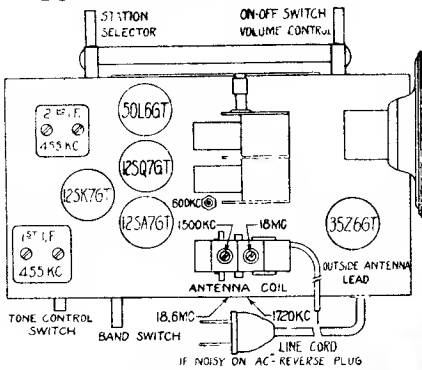 STATION
SELECTOR
ON-OFF SWITCH
VOLUME CONTROL
2ND I.F.
455 KC
50L6GT
12SQ7GT
12SK7GT
12SA7GT
600KC
1500KC
18MC
35Z6GT
1ST I.F.
455 KC
ANTENNA COIL
OUTSIDE ANTENNA
LEAD
18.6MC
1720KC
TONE CONTROL
SWITCH
BAND SWITCH
LINE CORD
IF NOISY ON AC-REVERSE PLUG